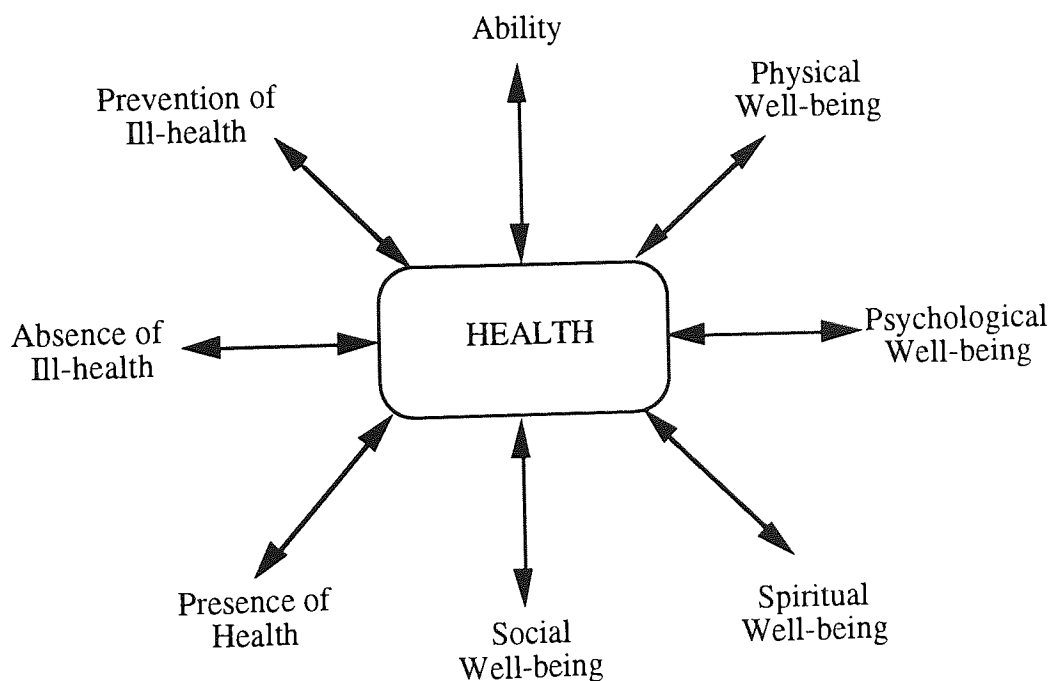 Ability
Physical
Well-being
Prevention of
Ill-health
HEALTH
Psychological
Well-being
Absence of
Ill-health
Presence of
Health
Social
Well-being
Spiritual
Well-being